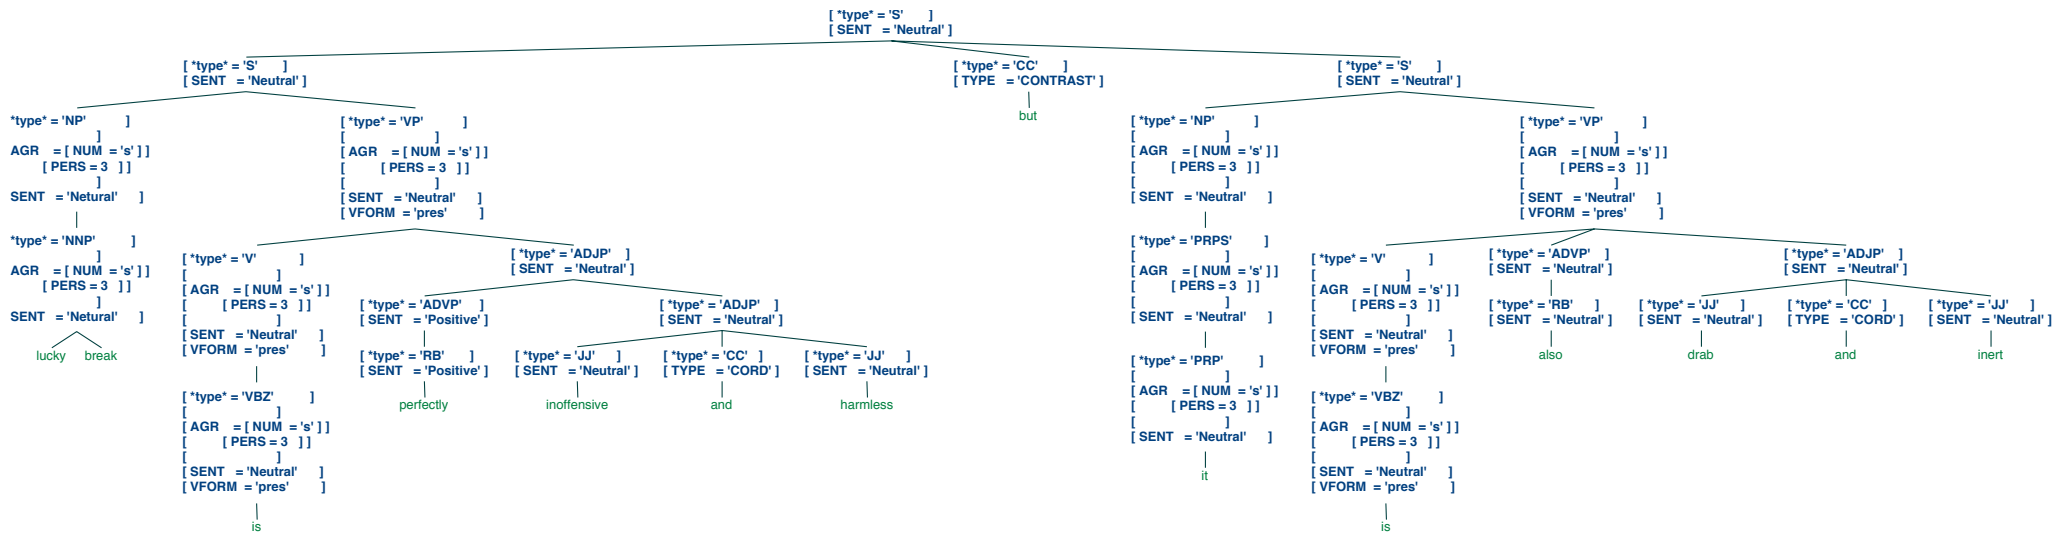 [ *type* = 'S' ]
[ SENT = 'Neutral' ]
[ *type* = 'S' ]
[ SENT = 'Neutral' ]
[ *type* = 'CC' ]
[ TYPE = 'CONTRAST' ]
[ *type* = 'S' ]
[ SENT = 'Neutral' ]
but
*type* = 'NP' ]
]
AGR = [ NUM = 's' ] ]
[ PERS = 3 ] ]
]
SENT = 'Netural' ]
[ *type* = 'VP' ]
[ ]
[ AGR = [ NUM = 's' ] ]
[ [ PERS = 3 ] ]
[ ]
[ SENT = 'Neutral' ]
[ VFORM = 'pres' ]
[ *type* = 'NP' ]
[ ]
[ AGR = [ NUM = 's' ] ]
[ [ PERS = 3 ] ]
[ ]
[ SENT = 'Neutral' ]
[ *type* = 'VP' ]
[ ]
[ AGR = [ NUM = 's' ] ]
[ [ PERS = 3 ] ]
[ ]
[ SENT = 'Neutral' ]
[ VFORM = 'pres' ]
*type* = 'NNP' ]
]
AGR = [ NUM = 's' ] ]
[ PERS = 3 ] ]
]
SENT = 'Netural' ]
lucky break
[ *type* = 'V' ]
[ ]
[ AGR = [ NUM = 's' ] ]
[ [ PERS = 3 ] ]
[ ]
[ SENT = 'Neutral' ]
[ VFORM = 'pres' ]
[ *type* = 'VBZ' ]
[ ]
[ AGR = [ NUM = 's' ] ]
[ [ PERS = 3 ] ]
[ ]
[ SENT = 'Neutral' ]
[ VFORM = 'pres' ]
is
[ *type* = 'ADJP' ]
[ SENT = 'Neutral' ]
[ *type* = 'ADVP' ]
[ SENT = 'Positive' ]
[ *type* = 'RB' ]
[ SENT = 'Positive' ]
perfectly
[ *type* = 'ADJP' ]
[ SENT = 'Neutral' ]
[ *type* = 'JJ' ]
[ SENT = 'Neutral' ]
inoffensive
[ *type* = 'CC' ]
[ TYPE = 'CORD' ]
and
[ *type* = 'JJ' ]
[ SENT = 'Neutral' ]
harmless
[ *type* = 'PRPS' ]
[ ]
[ AGR = [ NUM = 's' ] ]
[ [ PERS = 3 ] ]
[ ]
[ SENT = 'Neutral' ]
[ *type* = 'PRP' ]
[ ]
[ AGR = [ NUM = 's' ] ]
[ [ PERS = 3 ] ]
[ ]
[ SENT = 'Neutral' ]
it
[ *type* = 'V' ]
[ ]
[ AGR = [ NUM = 's' ] ]
[ [ PERS = 3 ] ]
[ ]
[ SENT = 'Neutral' ]
[ VFORM = 'pres' ]
[ *type* = 'VBZ' ]
[ ]
[ AGR = [ NUM = 's' ] ]
[ [ PERS = 3 ] ]
[ ]
[ SENT = 'Neutral' ]
[ VFORM = 'pres' ]
is
[ *type* = 'ADVP' ]
[ SENT = 'Neutral' ]
[ *type* = 'RB' ]
[ SENT = 'Neutral' ]
also
[ *type* = 'ADJP' ]
[ SENT = 'Neutral' ]
[ *type* = 'JJ' ]
[ SENT = 'Neutral' ]
drab
[ *type* = 'CC' ]
[ TYPE = 'CORD' ]
and
[ *type* = 'JJ' ]
[ SENT = 'Neutral' ]
inert